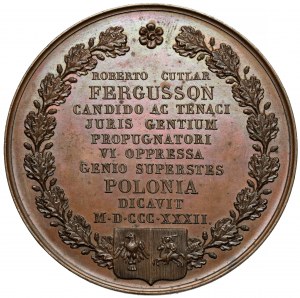 ROBERTO CUTLAR
FERGUSSON
CANDIDO AC TENACI
JURIS GENTIUM
PROPUGNATORI
VI OPPRESSA
GENIO SUPERSTES
POLONIA
DICAVIT
M·D·CCC·XXXII